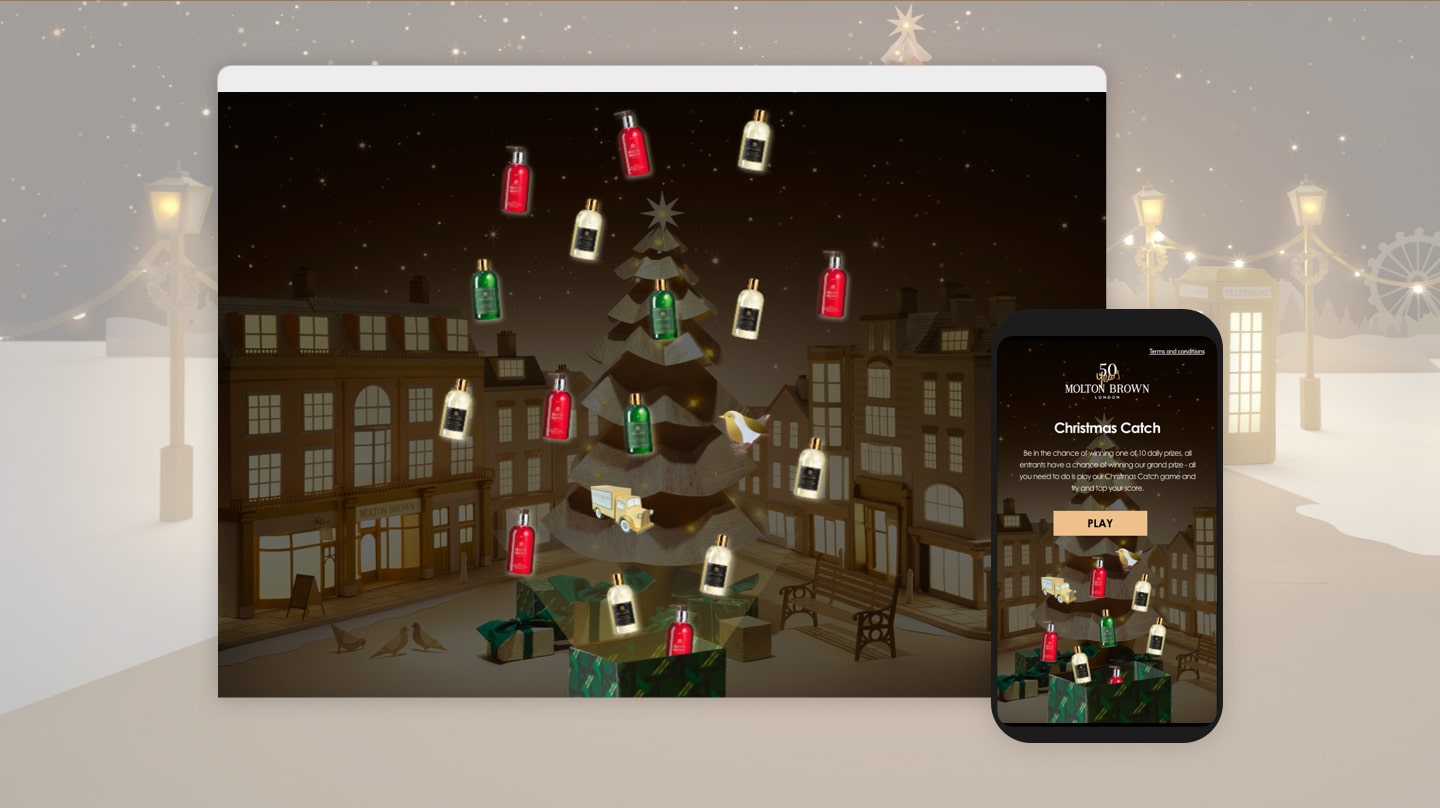 MOLTON BROWN
TELEPHONE
Terms and conditions
50
Years
MOLTON BROWN
LONDON
Christmas Catch
Be in the chance of winning one of 10 daily prizes, all
entrants have a chance of winning our grand prize - all
you need to do is play our Christmas Catch game and
try and top your score.
PLAY